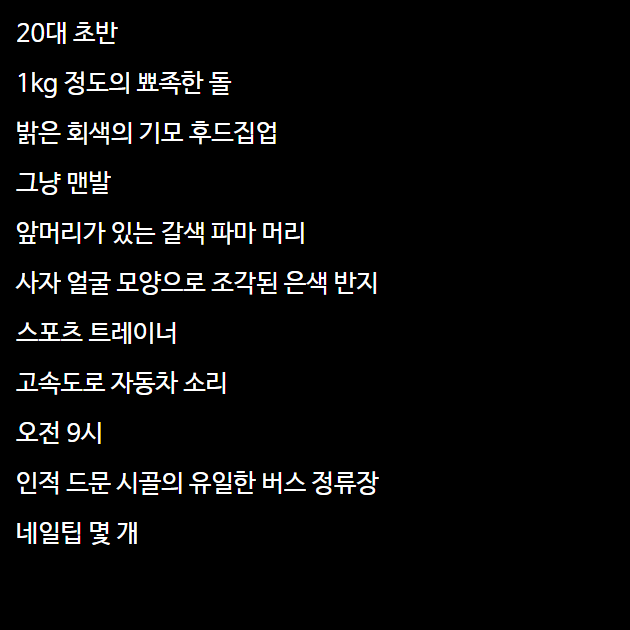 20대 초반
1kg 정도의 뾰족한 돌
밝은 회색의 기모 후드집업
그냥 맨발
앞머리가 있는 갈색 파마 머리
사자 얼굴 모양으로 조각된 은색 반지
스포츠 트레이너
고속도로 자동차 소리
오전 9시
인적 드문 시골의 유일한 버스 정류장
네일팁 몇 개